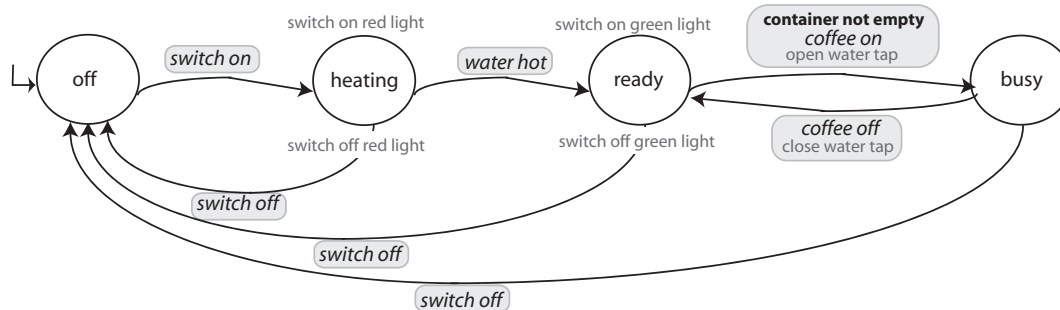 switch on red light
switch on green light
container not empty
coffee on
open water tap
switch on
water hot
off
heating
ready
busy
coffee off
close water tap
switch off red light
switch off green light
switch off
switch off
switch off